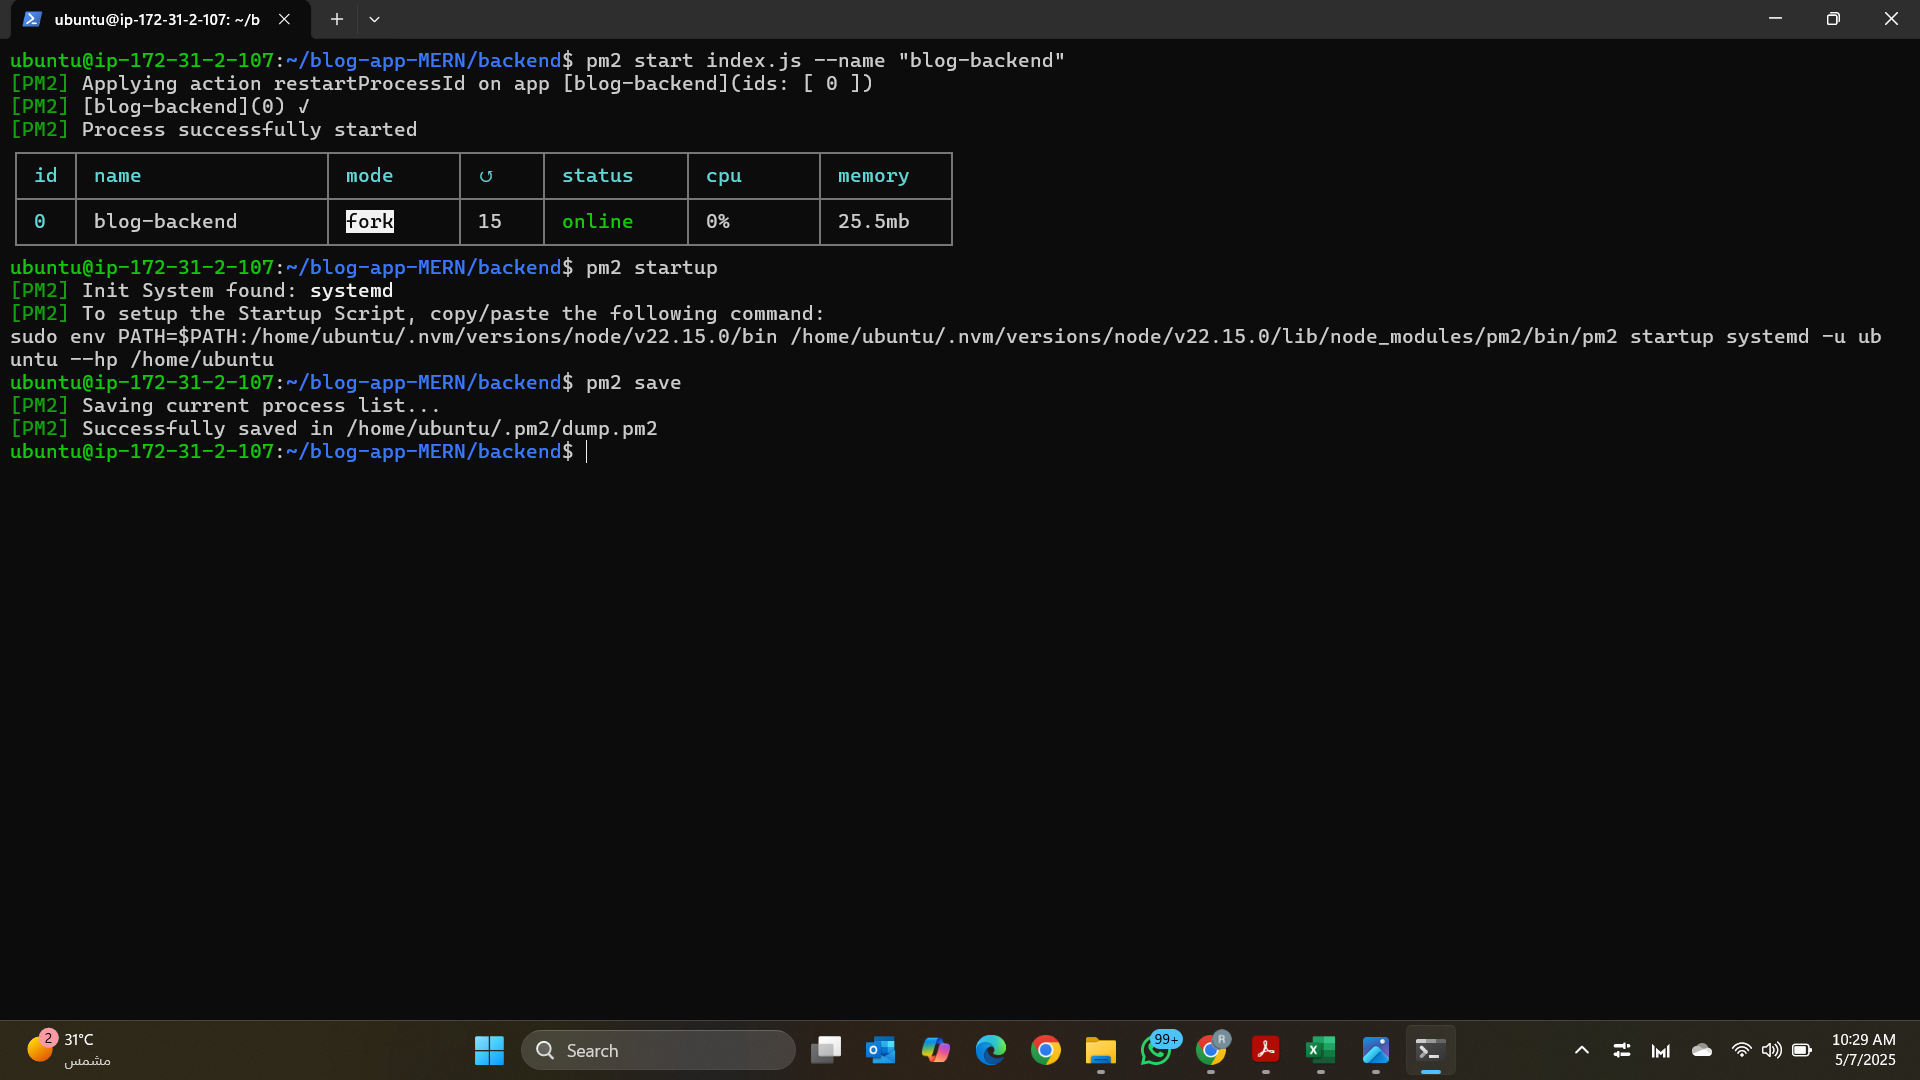 ubuntu@ip-172-31-2-107: ~/b
ubuntu@ip-172-31-2-107:~/blog-app-MERN/backend$ pm2 start index.js --name "blog-backend"
[PM2] Applying action restartProcessId on app [blog-backend](ids: [ 0 ])
[PM2] [blog-backend](0) ✓
[PM2] Process successfully started
id name mode ↺ status cpu memory
0 blog-backend fork 15 online 0% 25.5mb
ubuntu@ip-172-31-2-107:~/blog-app-MERN/backend$ pm2 startup
[PM2] Init System found: systemd
[PM2] To setup the Startup Script, copy/paste the following command:
sudo env PATH=$PATH:/home/ubuntu/.nvm/versions/node/v22.15.0/bin /home/ubuntu/.nvm/versions/node/v22.15.0/lib/node_modules/pm2/bin/pm2 startup systemd -u ub
untu --hp /home/ubuntu
ubuntu@ip-172-31-2-107:~/blog-app-MERN/backend$ pm2 save
[PM2] Saving current process list...
[PM2] Successfully saved in /home/ubuntu/.pm2/dump.pm2
ubuntu@ip-172-31-2-107:~/blog-app-MERN/backend$
2
31°C
مشمس
Search
99+
R
10:29 AM
5/7/2025